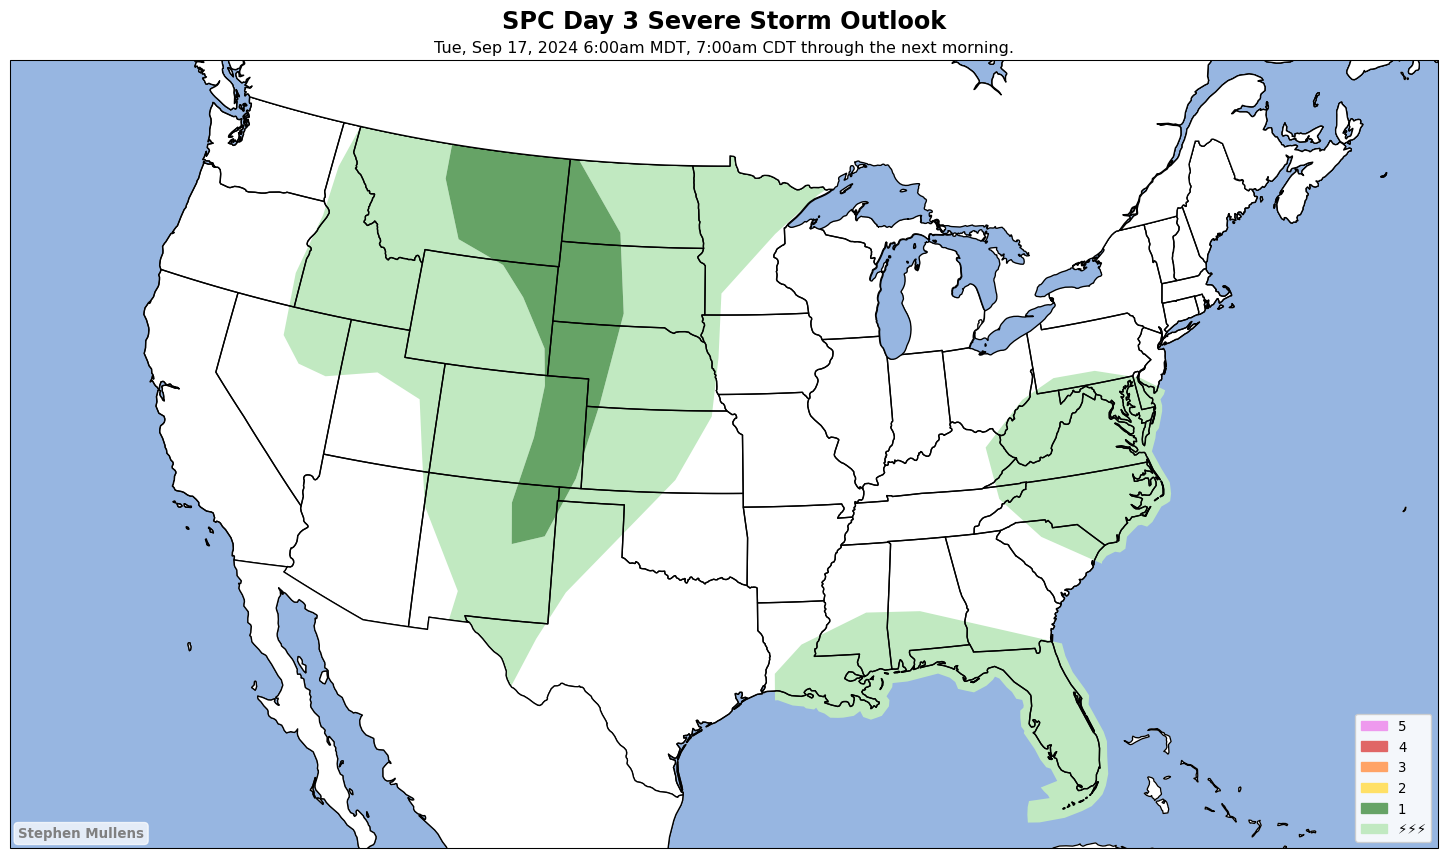 SPC Day 3 Severe Storm Outlook
Tue, Sep 17, 2024 6:00am MDT, 7:00am CDT through the next morning.
5
4
3
2
1
⚡⚡⚡
Stephen Mullens